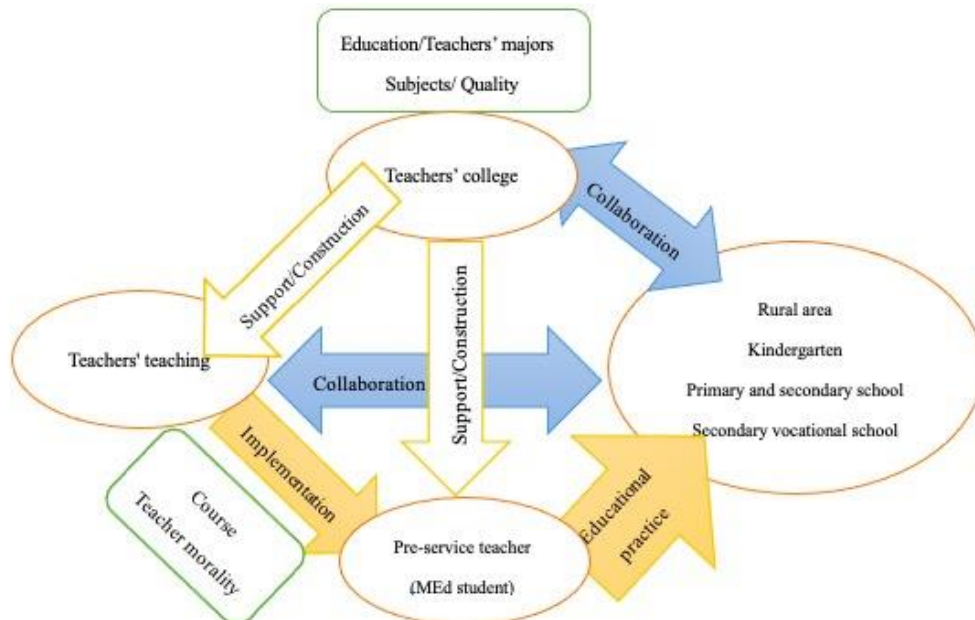 Education/Teachers' majors
Subjects/ Quality
Teachers' college
Collaboration
Support/Construction
Support/Construction
Rural area
Kindergarten
Primary and secondary school
Secondary vocational school
Teachers' teaching
Collaboration
Implementation
Course
Teacher morality
Pre-service teacher
(MEd student)
Educational
practice